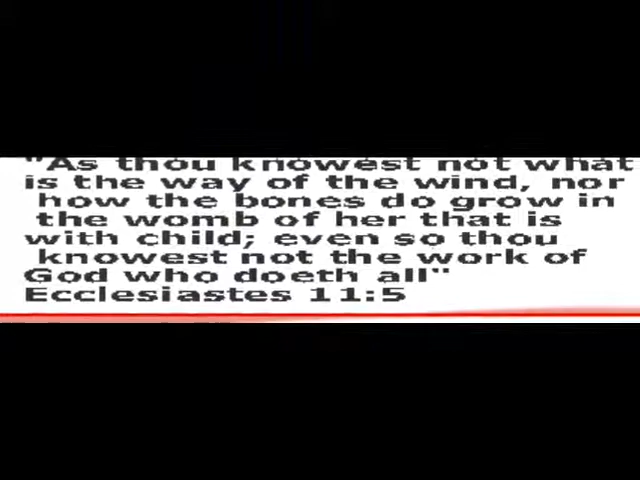 "As thou knowest not what
is the way of the wind, nor
how the bones do grow in
the womb of her that is
with child; even so thou
knowest not the work of
God who doeth all"
Ecclesiastes 11:5